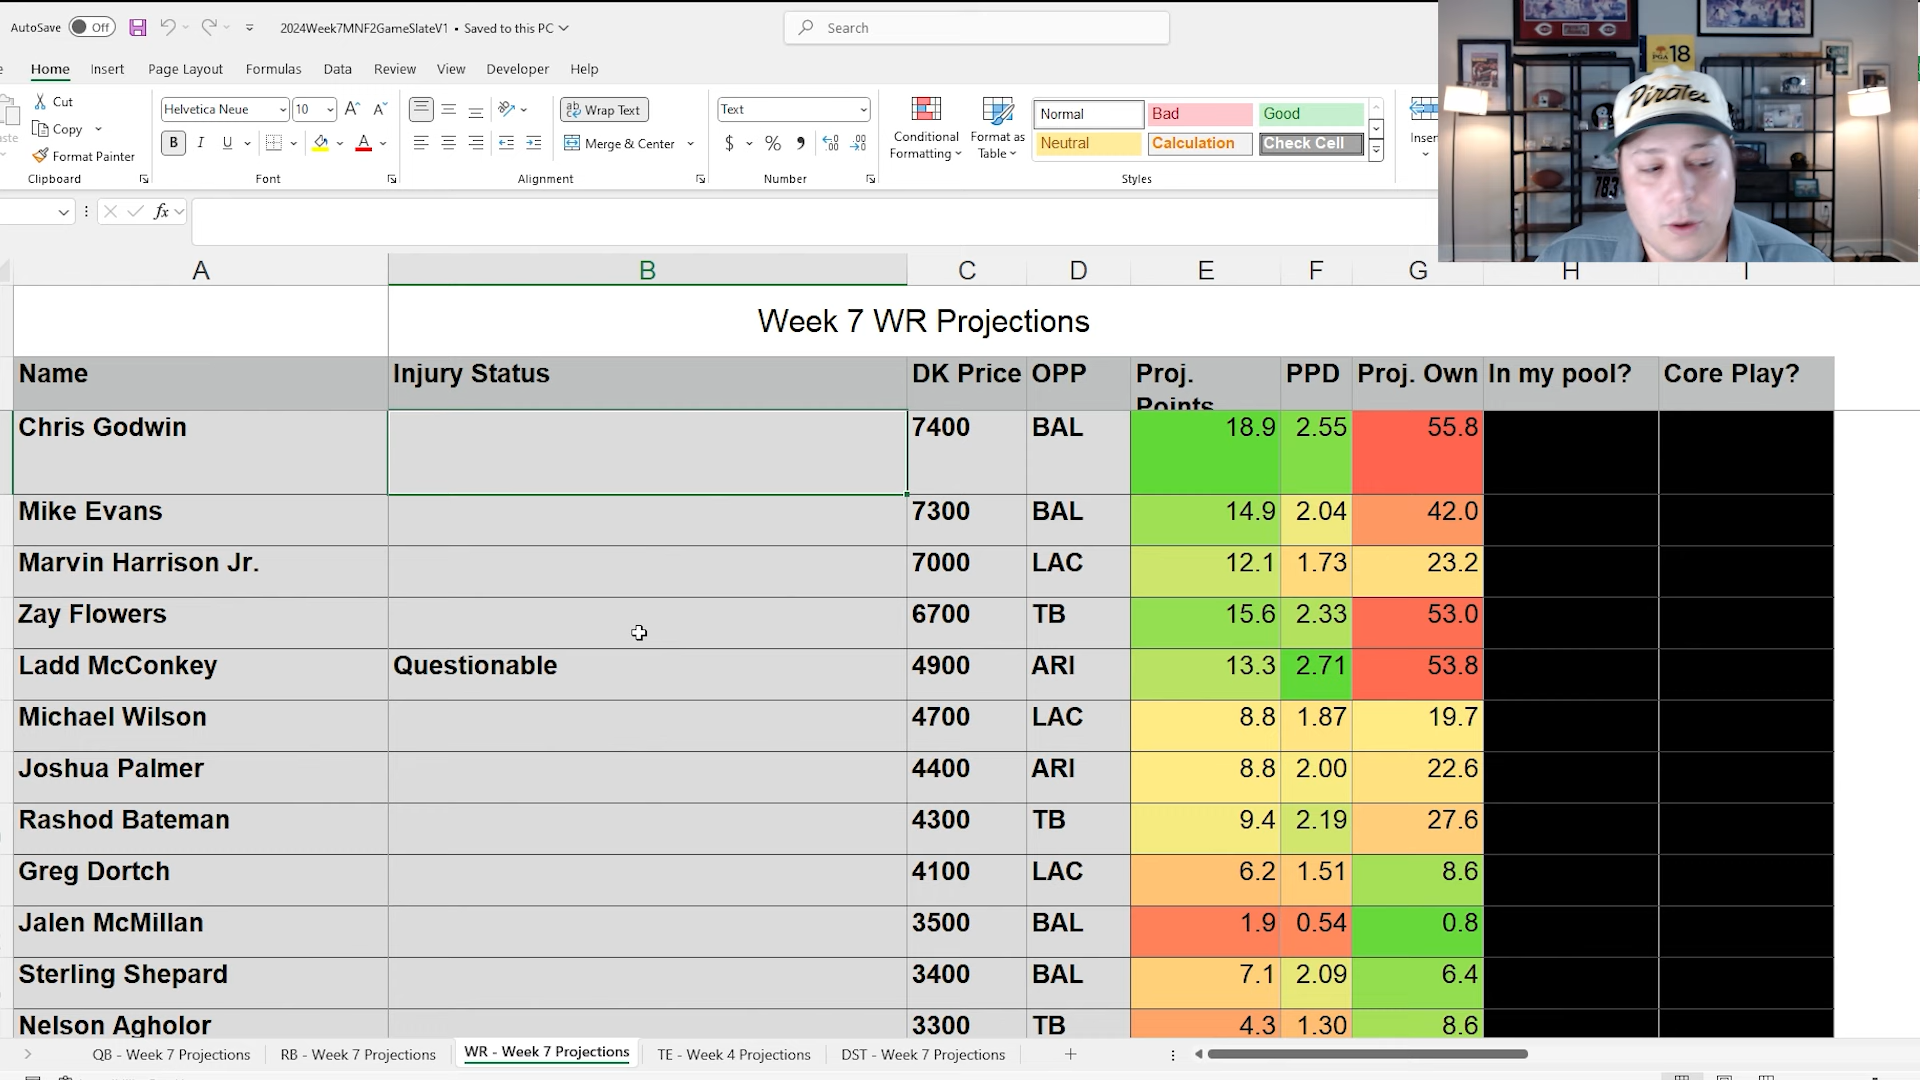 AutoSave Off 2024Week7MNF2GameSlateV1 • Saved to this PC Search
Home Insert Page Layout Formulas Data Review View Developer Help
Cut
Copy
Format Painter
Clipboard
Helvetica Neue 10
B I U
Font
Wrap Text
Merge & Center
Alignment
Text
$ % ,
Number
Conditional Formatting
Format as Table
Normal Bad Good
Neutral Calculation Check Cell
Styles
fx
Pirates
PGA 18
783
A B C D E F G H I
Week 7 WR Projections
Name Injury Status DK Price OPP Proj. Points PPD Proj. Own In my pool? Core Play?
Chris Godwin 7400 BAL 18.9 2.55 55.8
Mike Evans 7300 BAL 14.9 2.04 42.0
Marvin Harrison Jr. 7000 LAC 12.1 1.73 23.2
Zay Flowers 6700 TB 15.6 2.33 53.0
Ladd McConkey Questionable 4900 ARI 13.3 2.71 53.8
Michael Wilson 4700 LAC 8.8 1.87 19.7
Joshua Palmer 4400 ARI 8.8 2.00 22.6
Rashod Bateman 4300 TB 9.4 2.19 27.6
Greg Dortch 4100 LAC 6.2 1.51 8.6
Jalen McMillan 3500 BAL 1.9 0.54 0.8
Sterling Shepard 3400 BAL 7.1 2.09 6.4
Nelson Agholor 3300 TB 4.3 1.30 8.6
QB - Week 7 Projections RB - Week 7 Projections WR - Week 7 Projections TE - Week 4 Projections DST - Week 7 Projections